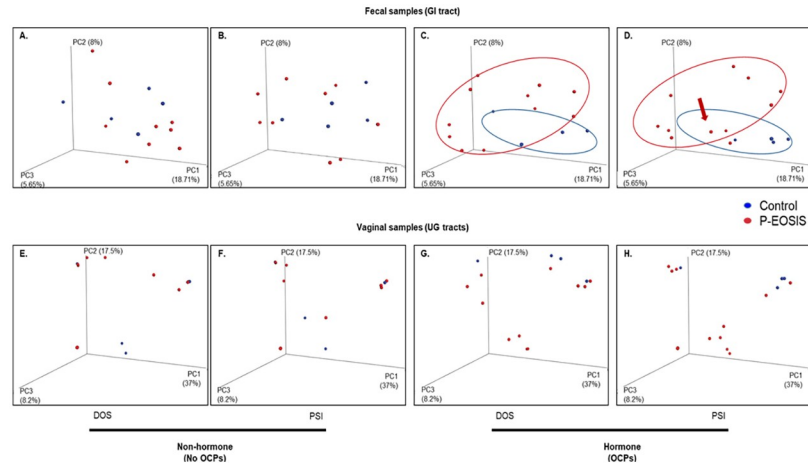 Fecal samples (GI tract)
A.
PC2 (8%)
PC3
(5.65%)
PC1
(18.71%)
B.
PC2 (8%)
PC3
(5.65%)
PC1
(18.71%)
C.
PC2 (8%)
PC3
(5.65%)
PC1
(18.71%)
D.
PC2 (8%)
PC3
(5.65%)
PC1
(18.71%)
Control
P-EOSIS
Vaginal samples (UG tracts)
E.
PC2 (17.5%)
PC3
(8.2%)
PC1
(37%)
F.
PC2 (17.5%)
PC3
(8.2%)
PC1
(37%)
G.
PC2 (17.5%)
PC3
(8.2%)
PC1
(37%)
H.
PC2 (17.5%)
PC3
(8.2%)
PC1
(37%)
DOS
PSI
DOS
PSI
Non-hormone
(No OCPs)
Hormone
(OCPs)